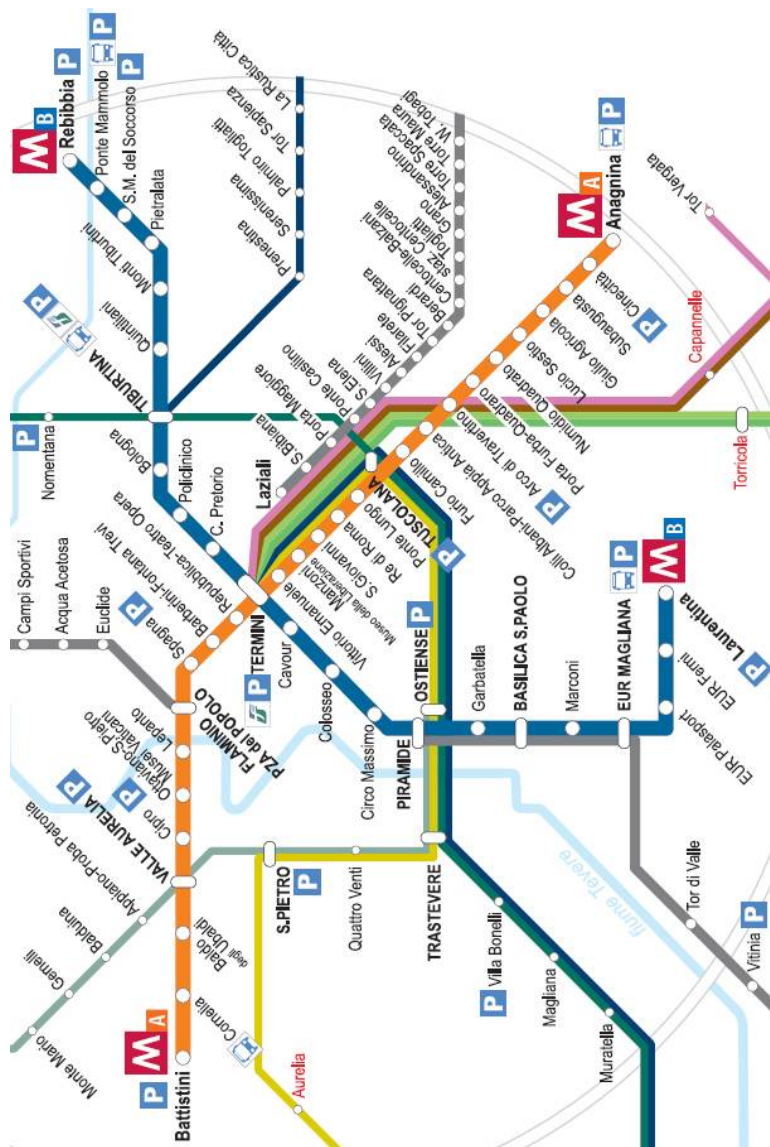 M
B
Rebibbia P
Ponte Mammolo P
S.M. del Soccorso P
Pietralata
Monti Tiburtini
Quintiliani
P
TIBURTINA
Bologna
Policlinico
C. Pretorio
P
Nomentana
La Rustica Città
Tor Sapienza
Palmiro Togliatti
Serenissima
Prenestina
W. Tobagi
Torre Maura
Torre Spaccata
Alessandrino
Grano
Togliatti
staz. Centocelle
Centocelle-Balzani
Berardi
Tor Pignattara
Filarete
Alessi
Villini
S.Elena
Ponte Casilino
Porta Maggore
S.Bibiana
Laziali
M
A
P
Anagnina
Cinecittà
P
Subaugusta
Giulio Agricola
Lucio Sestio
Numidio Quadrato
Porta Furba-Quadraro
Arco di Travertino
P
Colli Albani-Parco Appia Antica
Furio Camillo
TUSCOLANA
P
Ponte Lungo
Re di Roma
S.Giovanni
Manzoni
Museo della Liberazione
Vittorio Emanuele
Tor Vergata
Capannelle
Torricola
Campi Sportivi
Acqua Acetosa
Euclide
Repubblica-Teatro Opera
Barberini-Fontana Trevi
Spagna
P
P TERMINI
Cavour
Colosseo
Circo Massimo
PIRAMIDE
OSTIENSE P
Garbatella
BASILICA S.PAOLO
Marconi
EUR MAGLIANA
P
M
B
Laurentina
P
EUR Fermi
EUR Palasport
FLAMINIO
PZA del POPOLO
Lepanto
Ottaviano-S.Pietro
Musei Vaticani
Cipro
P
VALLE AURELIA
P
Appiano-Proba Petronia
Balduina
Gemelli
Monte Mario
Baldo
degli Ubaldi
Cornelia
M
A
P
Battistini
S.PIETRO
P
Quattro Venti
TRASTEVERE
Aurelia
P Villa Bonelli
Magliana
Muratella
fiume Tevere
Tor di Valle
Vitinia P